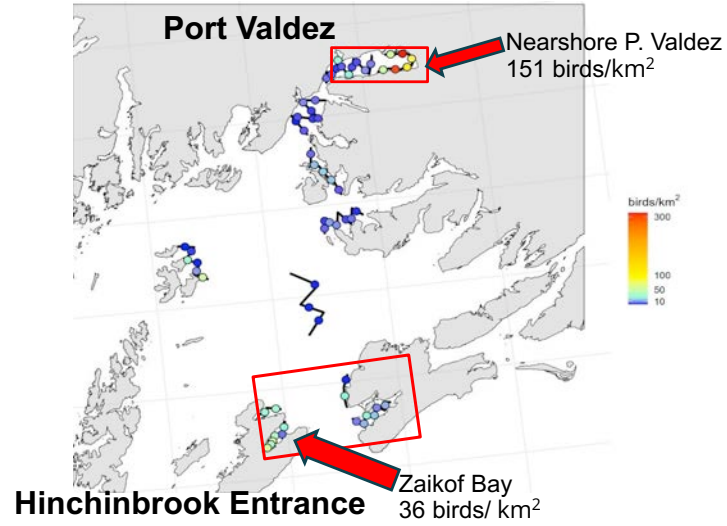 Port Valdez
Nearshore P. Valdez
151 birds/km²
birds/km²
300
100
50
10
Zaikof Bay
36 birds/ km²
Hinchinbrook Entrance